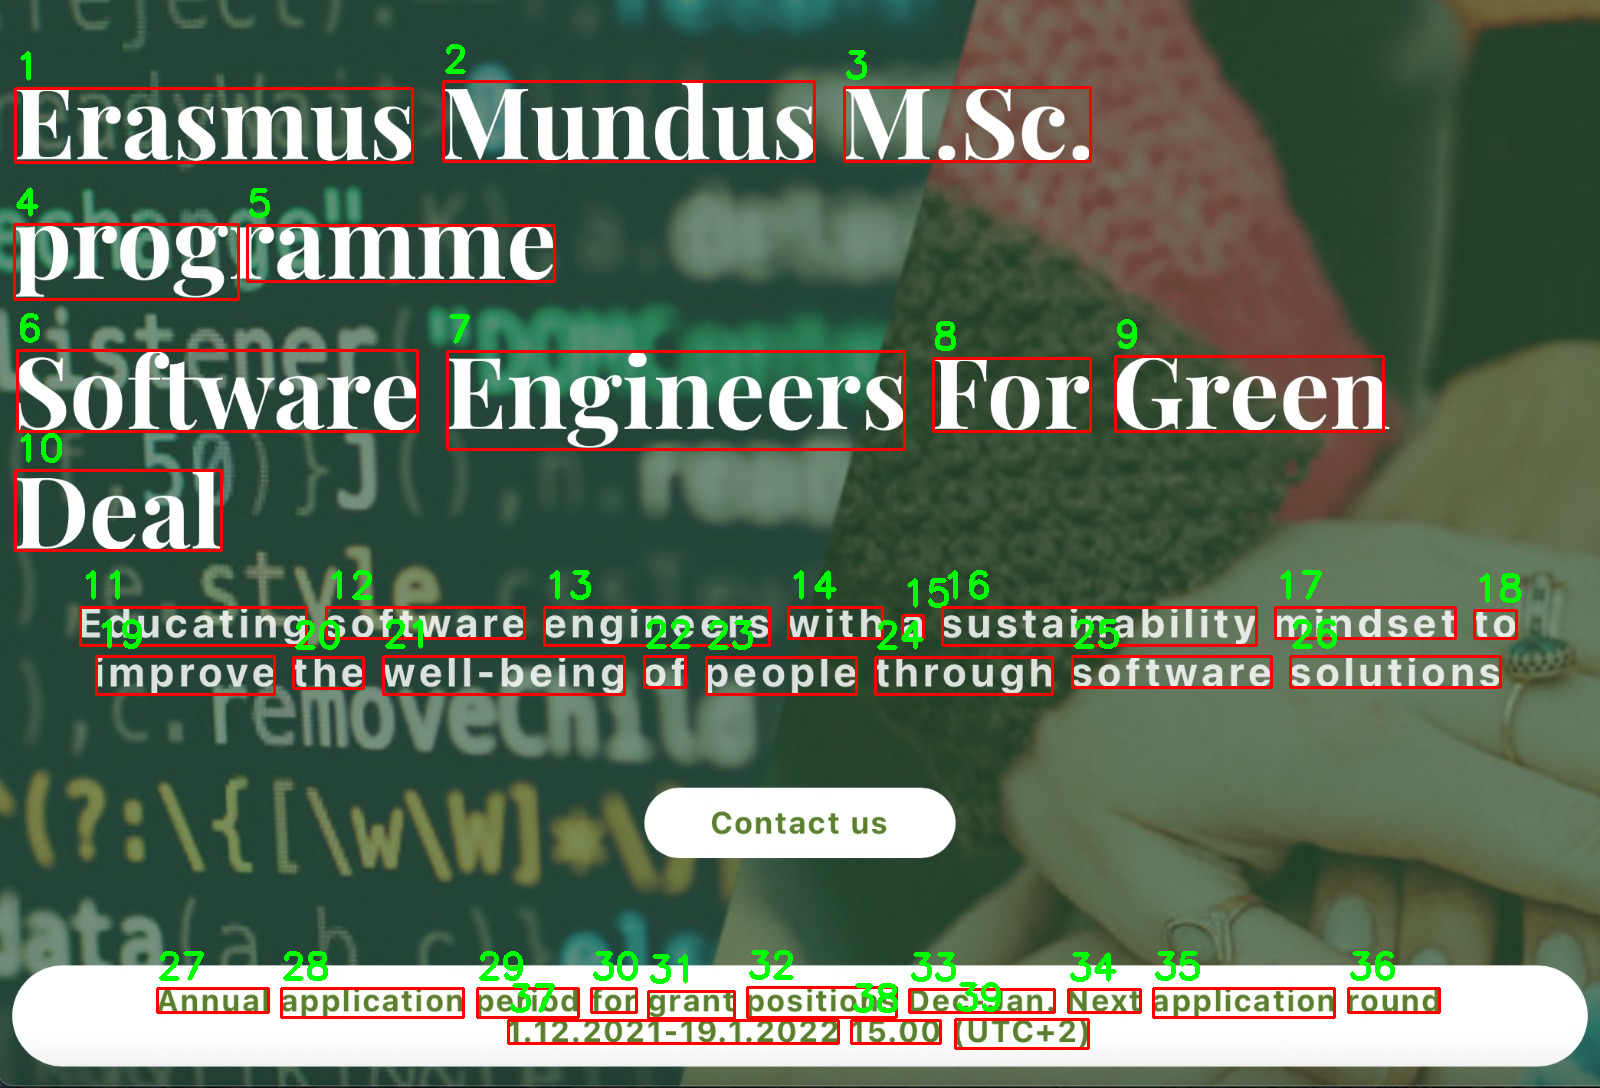 Erasmus Mundus M.Sc.
programme
Software Engineers For Green
Deal
Educating software engineers with a sustainability mindset to
improve the well-being of people through software solutions
Contact us
Annual application period for grant positions Dec-Jan. Next application round
1.12.2021-19.1.2022 15.00 (UTC+2)